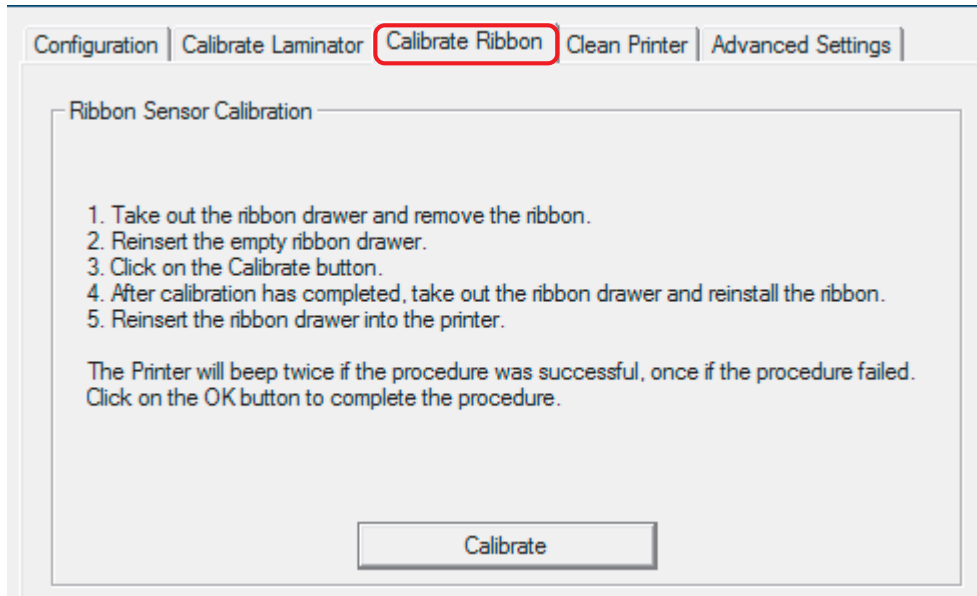 Configuration Calibrate Laminator Calibrate Ribbon Clean Printer Advanced Settings
Ribbon Sensor Calibration
1. Take out the ribbon drawer and remove the ribbon.
2. Reinsert the empty ribbon drawer.
3. Click on the Calibrate button.
4. After calibration has completed, take out the ribbon drawer and reinstall the ribbon.
5. Reinsert the ribbon drawer into the printer.
The Printer will beep twice if the procedure was successful, once if the procedure failed.
Click on the OK button to complete the procedure.
Calibrate